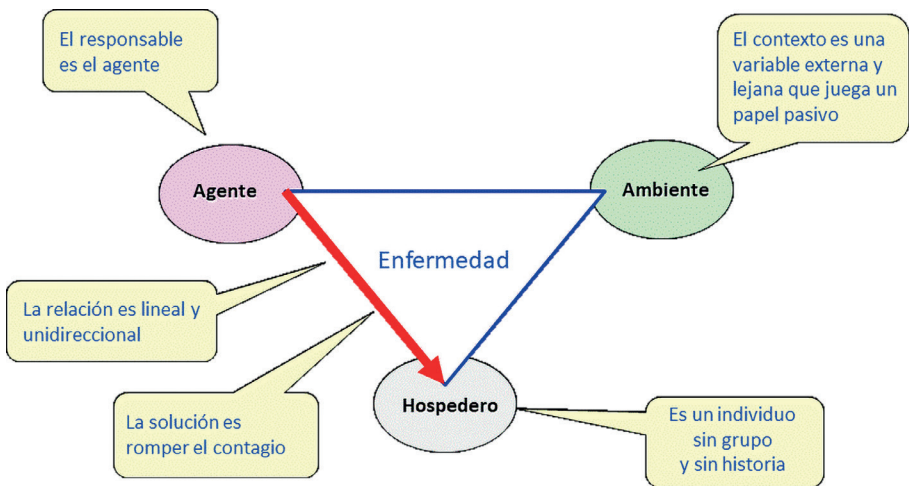 El responsable
es el agente
El contexto es una
variable externa y
lejana que juega un
papel pasivo
Agente
Ambiente
Enfermedad
La relación es lineal y
unidireccional
Hospedero
La solución es
romper el contagio
Es un individuo
sin grupo
y sin historia